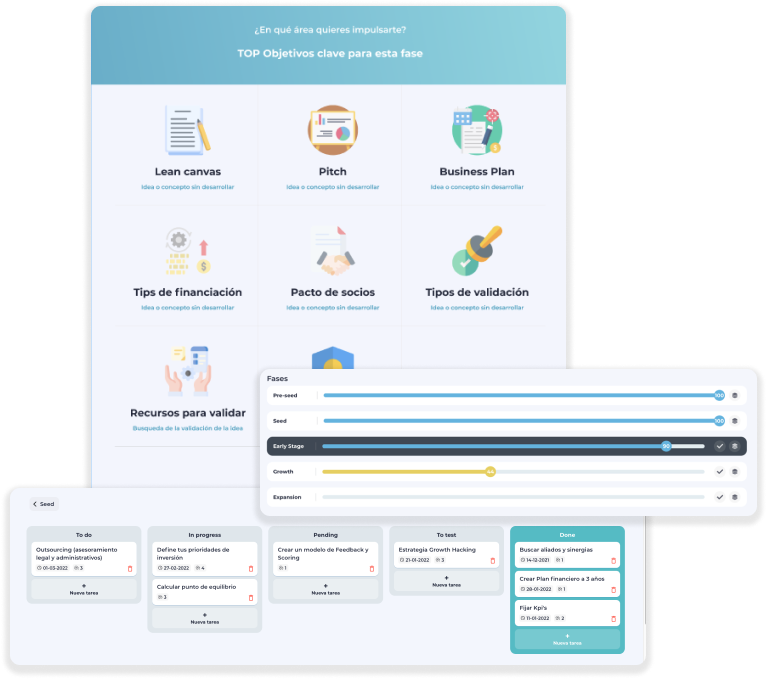 ¿En qué área quieres impulsarte?
TOP Objetivos clave para esta fase
Lean canvas
Idea o concepto sin desarrollar
Pitch
Idea o concepto sin desarrollar
Business Plan
Idea o concepto sin desarrollar
Tips de financiación
Idea o concepto sin desarrollar
Pacto de socios
Idea o concepto sin desarrollar
Tipos de validación
Idea o concepto sin desarrollar
Recursos para validar
Busqueda de la validación de la idea
Fases
Pre-seed
100
Seed
100
Early Stage
Growth
44
Expansion
Seed
To do
Outsourcing (asesoramiento
legal y administrativos)
01-03-2022 3
+
Nueva tarea
In progress
Define tus prioridades de
inversión
27-02-2022 4
Calcular punto de equilibrio
3
+
Nueva tarea
Pending
Crear un modelo de Feedback y
Scoring
1
+
Nueva tarea
To test
Estrategia Growth Hacking
21-01-2022 3
+
Nueva tarea
Done
Buscar aliados y sinergias
14-12-2021 1
Crear Plan financiero a 3 años
28-01-2022 1
Fijar Kpi's
11-01-2022 2
+
Nueva tarea